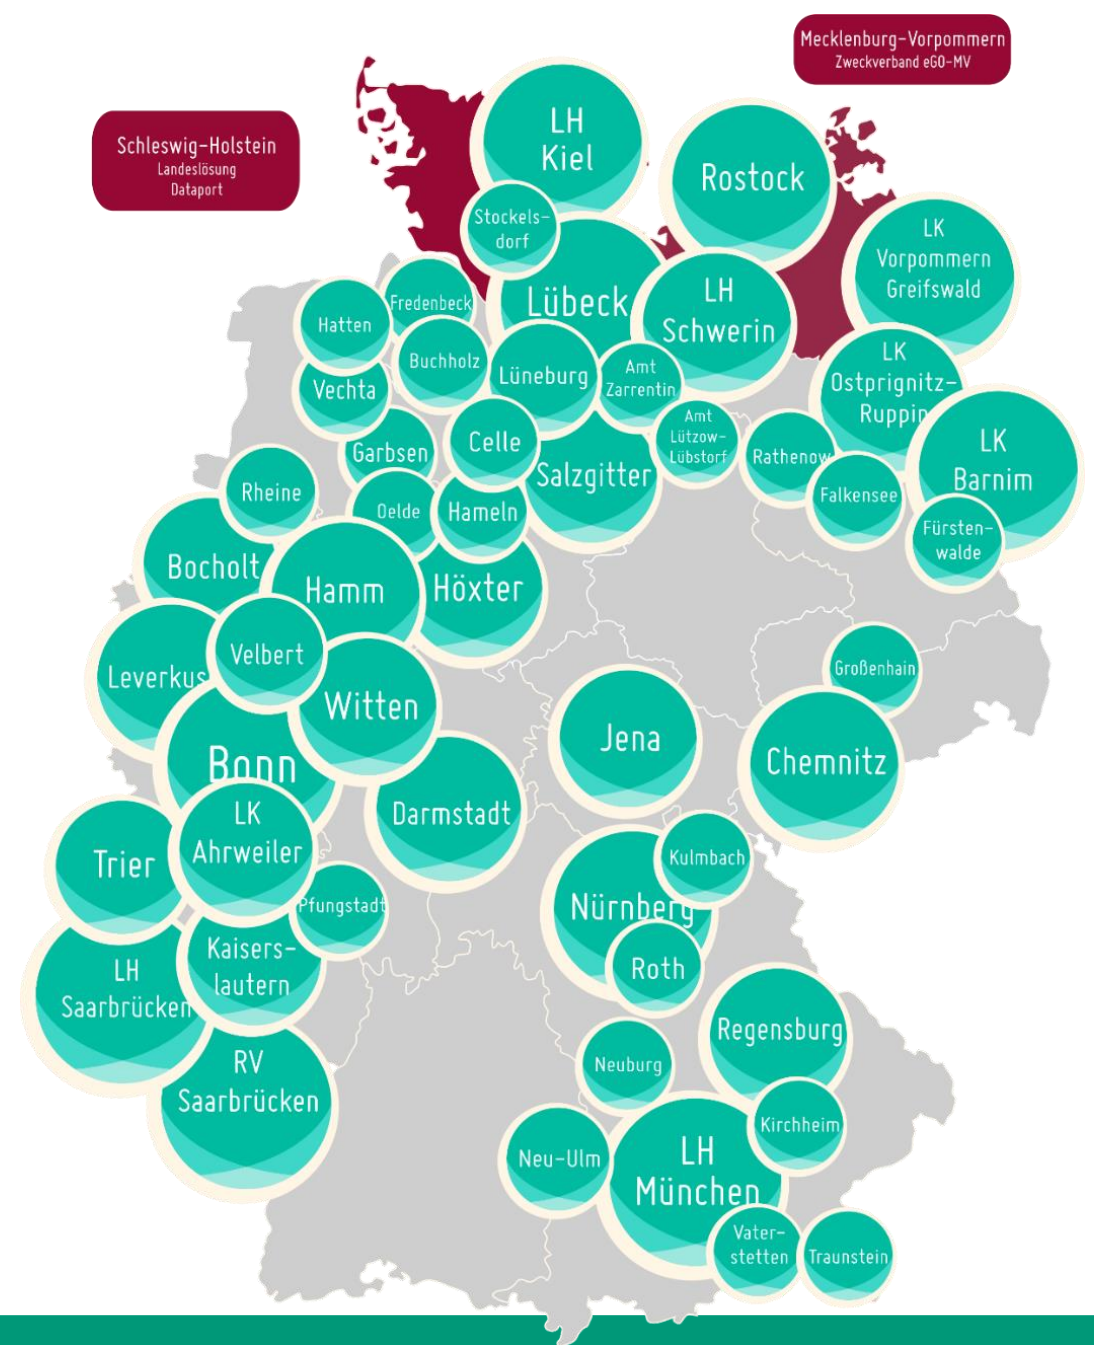 Mecklenburg-Vorpommern
Zweckverband eGO-MV
Schleswig-Holstein
Landeslösung
Dataport
LH
Kiel
Rostock
Stockels-
dorf
LK
Vorpommern
Greifswald
Fredenbeck
Lübeck
LH
Schwerin
Hatten
Buchholz
Lüneburg
Amt
Zarrentin
LK
Ostprignitz-
Ruppin
Vechta
Garbsen
Celle
Amt
Lützow-
Lübstorf
Rathenow
LK
Barnim
Salzgitter
Rheine
Oelde
Hameln
Falkensee
Fürsten-
walde
Bocholt
Hamm
Höxter
Leverkus
Velbert
Witten
Großenhain
Jena
Chemnitz
Bonn
Darmstadt
LK
Ahrweiler
Trier
Kulmbach
Pfungstadt
Nürnberg
Kaisers-
lautern
Roth
LH
Saarbrücken
Regensburg
RV
Saarbrücken
Neuburg
Kirchheim
Neu-Ulm
LH
München
Vater-
stetten
Traunstein